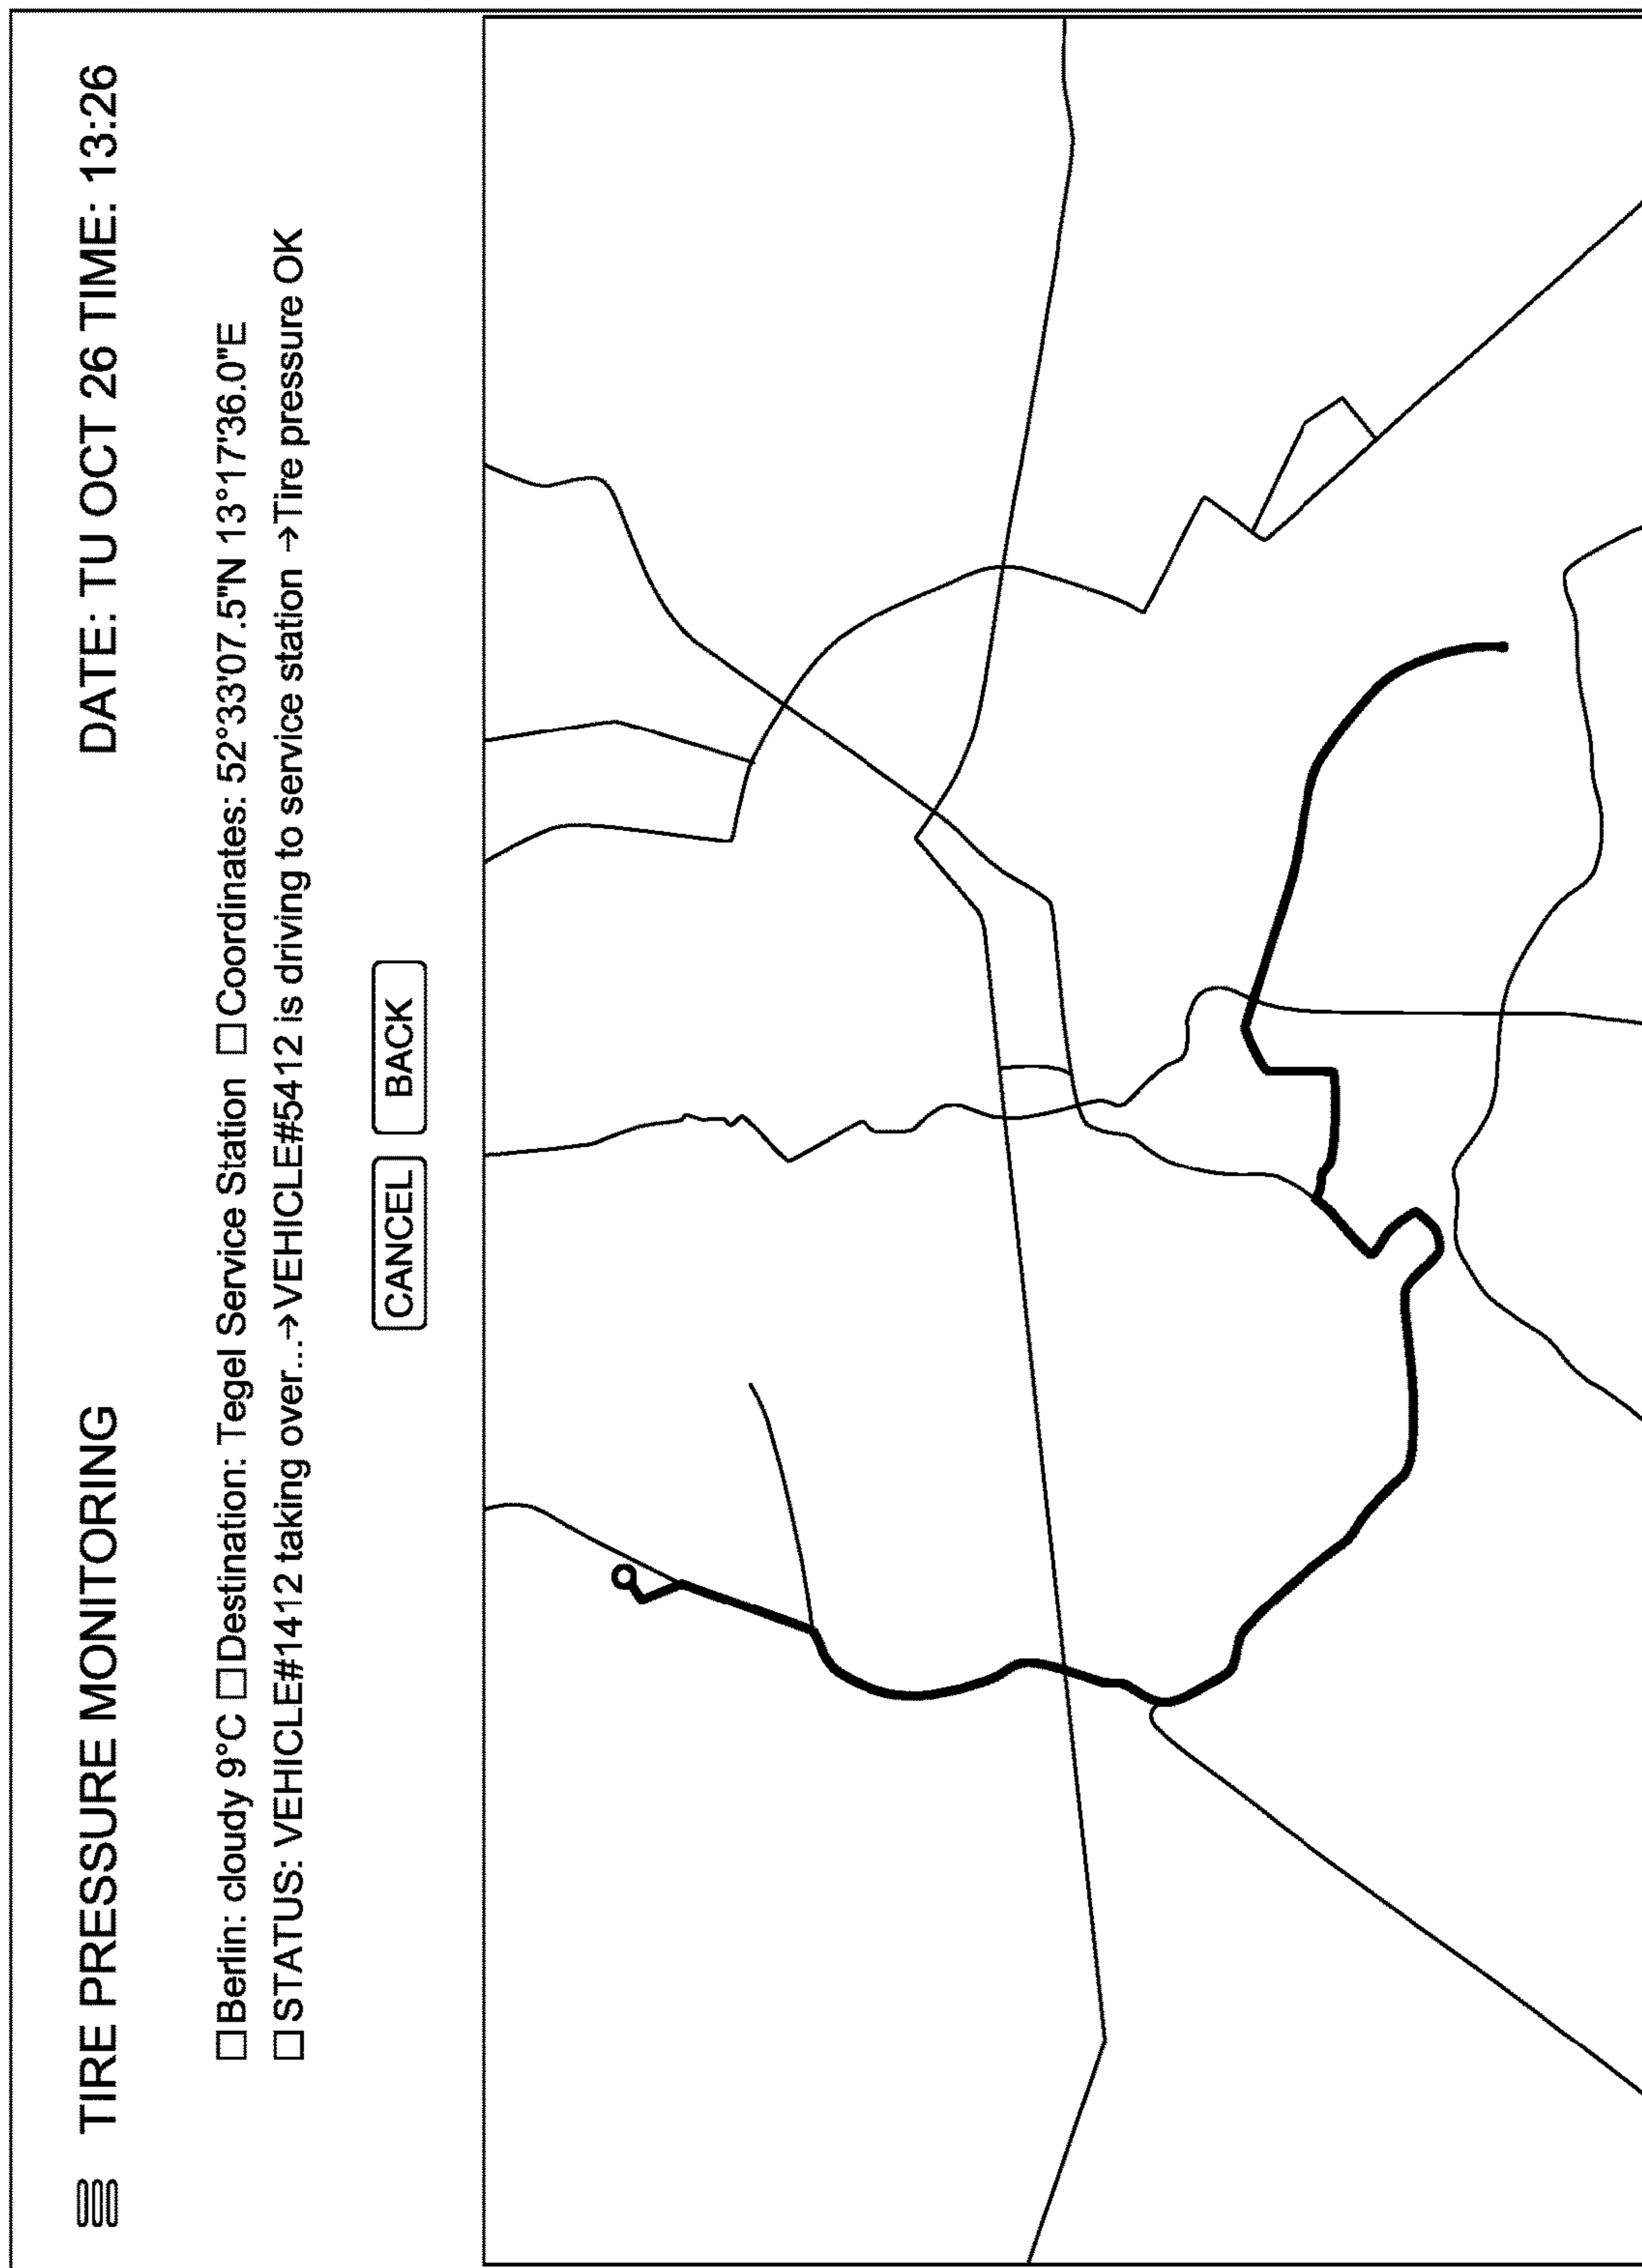 TIRE PRESSURE MONITORING DATE: TU OCT 26 TIME: 13:26
□Berlin: cloudy 9°C □Destination: Tegel Service Station □Coordinates: 52°33'07.5"N 13°17'36.0"E
□STATUS: VEHICLE#1412 taking over...→VEHICLE#5412 is driving to service station →Tire pressure OK
CANCEL BACK